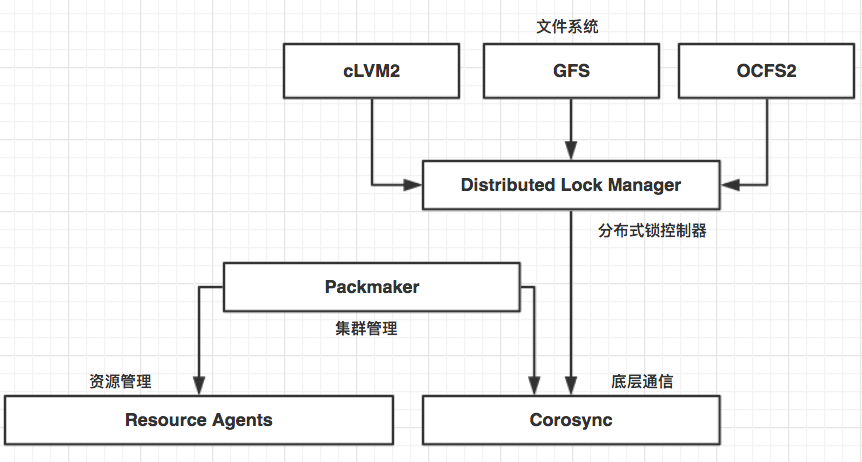 文件系统
cLVM2
GFS
OCFS2
Distributed Lock Manager
分布式锁控制器
Packmaker
集群管理
资源管理
底层通信
Resource Agents
Corosync